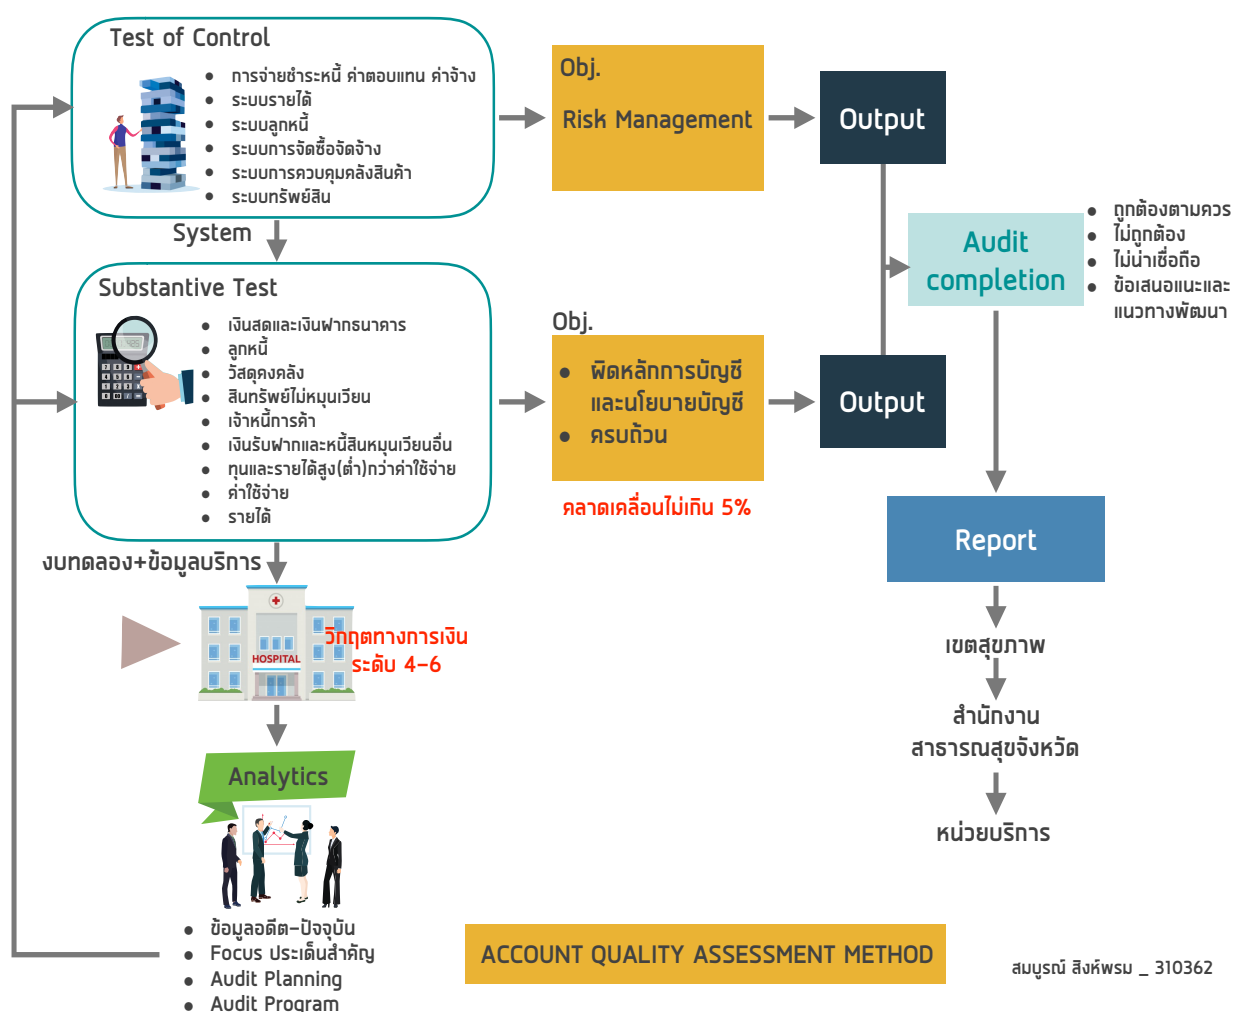 Test of Control
● การจ่ายชำระหนี้ ค่าตอบแทน ค่าจ้าง
● ระบบรายได้
● ระบบลูกหนี้
● ระบบการจัดซื้อจัดจ้าง
● ระบบการควบคุมคลังสินค้า
● ระบบทรัพย์สิน
Obj.
Risk Management
Output
System
Substantive Test
● เงินสดและเงินฝากธนาคาร
● ลูกหนี้
● วัสดุคงคลัง
● สินทรัพย์ไม่หมุนเวียน
● เจ้าหนี้การค้า
● เงินรับฝากและหนี้สินหมุนเวียนอื่น
● ทุนและรายได้สูง(ต่ำ)กว่าค่าใช้จ่าย
● ค่าใช้จ่าย
● รายได้
Obj.
● ผิดหลักการบัญชี
และนโยบายบัญชี
● ครบถ้วน
คลาดเคลื่อนไม่เกิน 5%
Output
Audit
completion
● ถูกต้องตามควร
● ไม่ถูกต้อง
● ไม่น่าเชื่อถือ
● ข้อเสนอแนะและ
แนวทางพัฒนา
Report
เขตสุขภาพ
สำนักงาน
สาธารณสุขจังหวัด
หน่วยบริการ
งบทดลอง+ข้อมูลบริการ
HOSPITAL
วิกฤตทางการเงิน
ระดับ 4-6
Analytics
● ข้อมูลอดีต-ปัจจุบัน
● Focus ประเด็นสำคัญ
● Audit Planning
● Audit Program
ACCOUNT QUALITY ASSESSMENT METHOD
สมบูรณ์ สิงห์พรม _ 310362